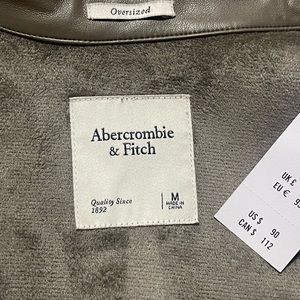 Oversized
Abercrombie
& Fitch
Quality Since
1892
M
MADE IN
CHINA
UK £
EU €
US $ 90
CAN $ 112